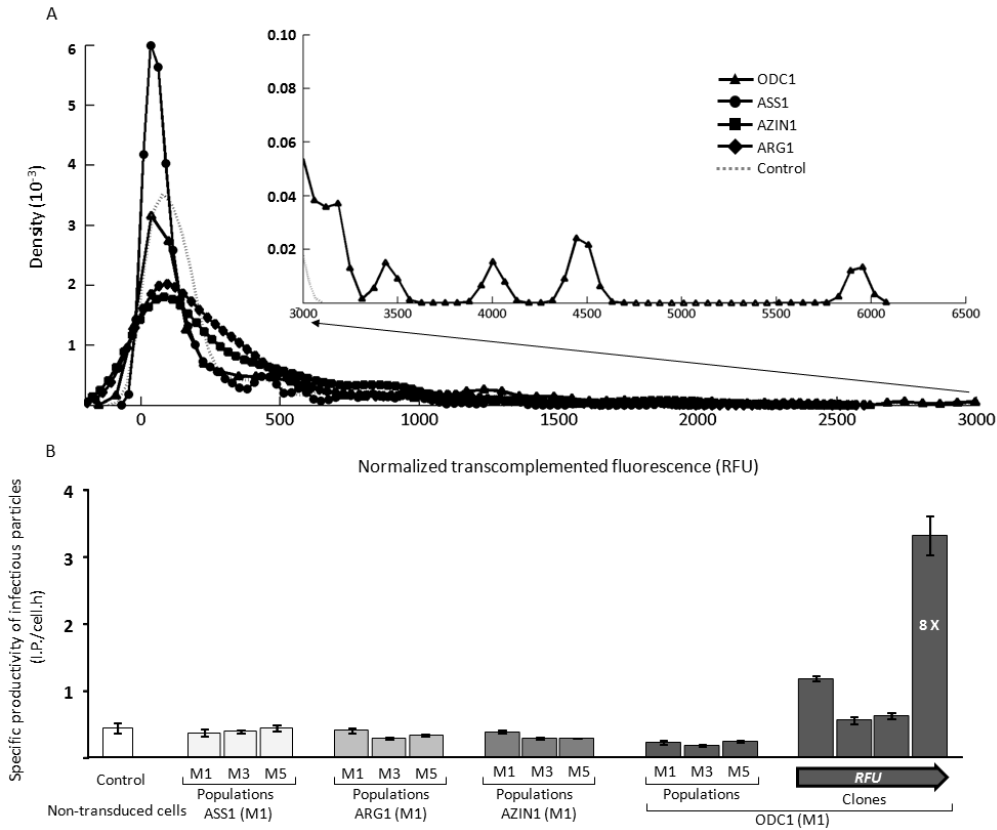 A
Density (10⁻³)
6
5
4
3
2
1
0
500
1000
1500
2000
2500
3000
0.10
0.08
0.06
0.04
0.02
3000
3500
4000
4500
5000
5500
6000
6500
ODC1
ASS1
AZIN1
ARG1
Control
Normalized transcomplemented fluorescence (RFU)
B
Specific productivity of infectious particles
(I.P./cell.h)
4
3
2
1
8 X
Control
M1 M3 M5
M1 M3 M5
M1 M3 M5
M1 M3 M5
RFU
Non-transduced cells
Populations
ASS1 (M1)
Populations
ARG1 (M1)
Populations
AZIN1 (M1)
Populations
Clones
ODC1 (M1)